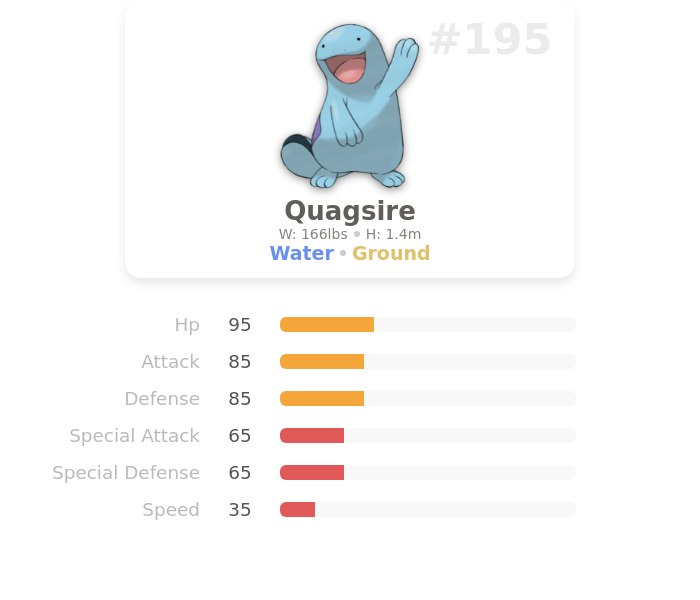 #195
Quagsire
W: 166lbs • H: 1.4m
Water • Ground
Hp 95
Attack 85
Defense 85
Special Attack 65
Special Defense 65
Speed 35